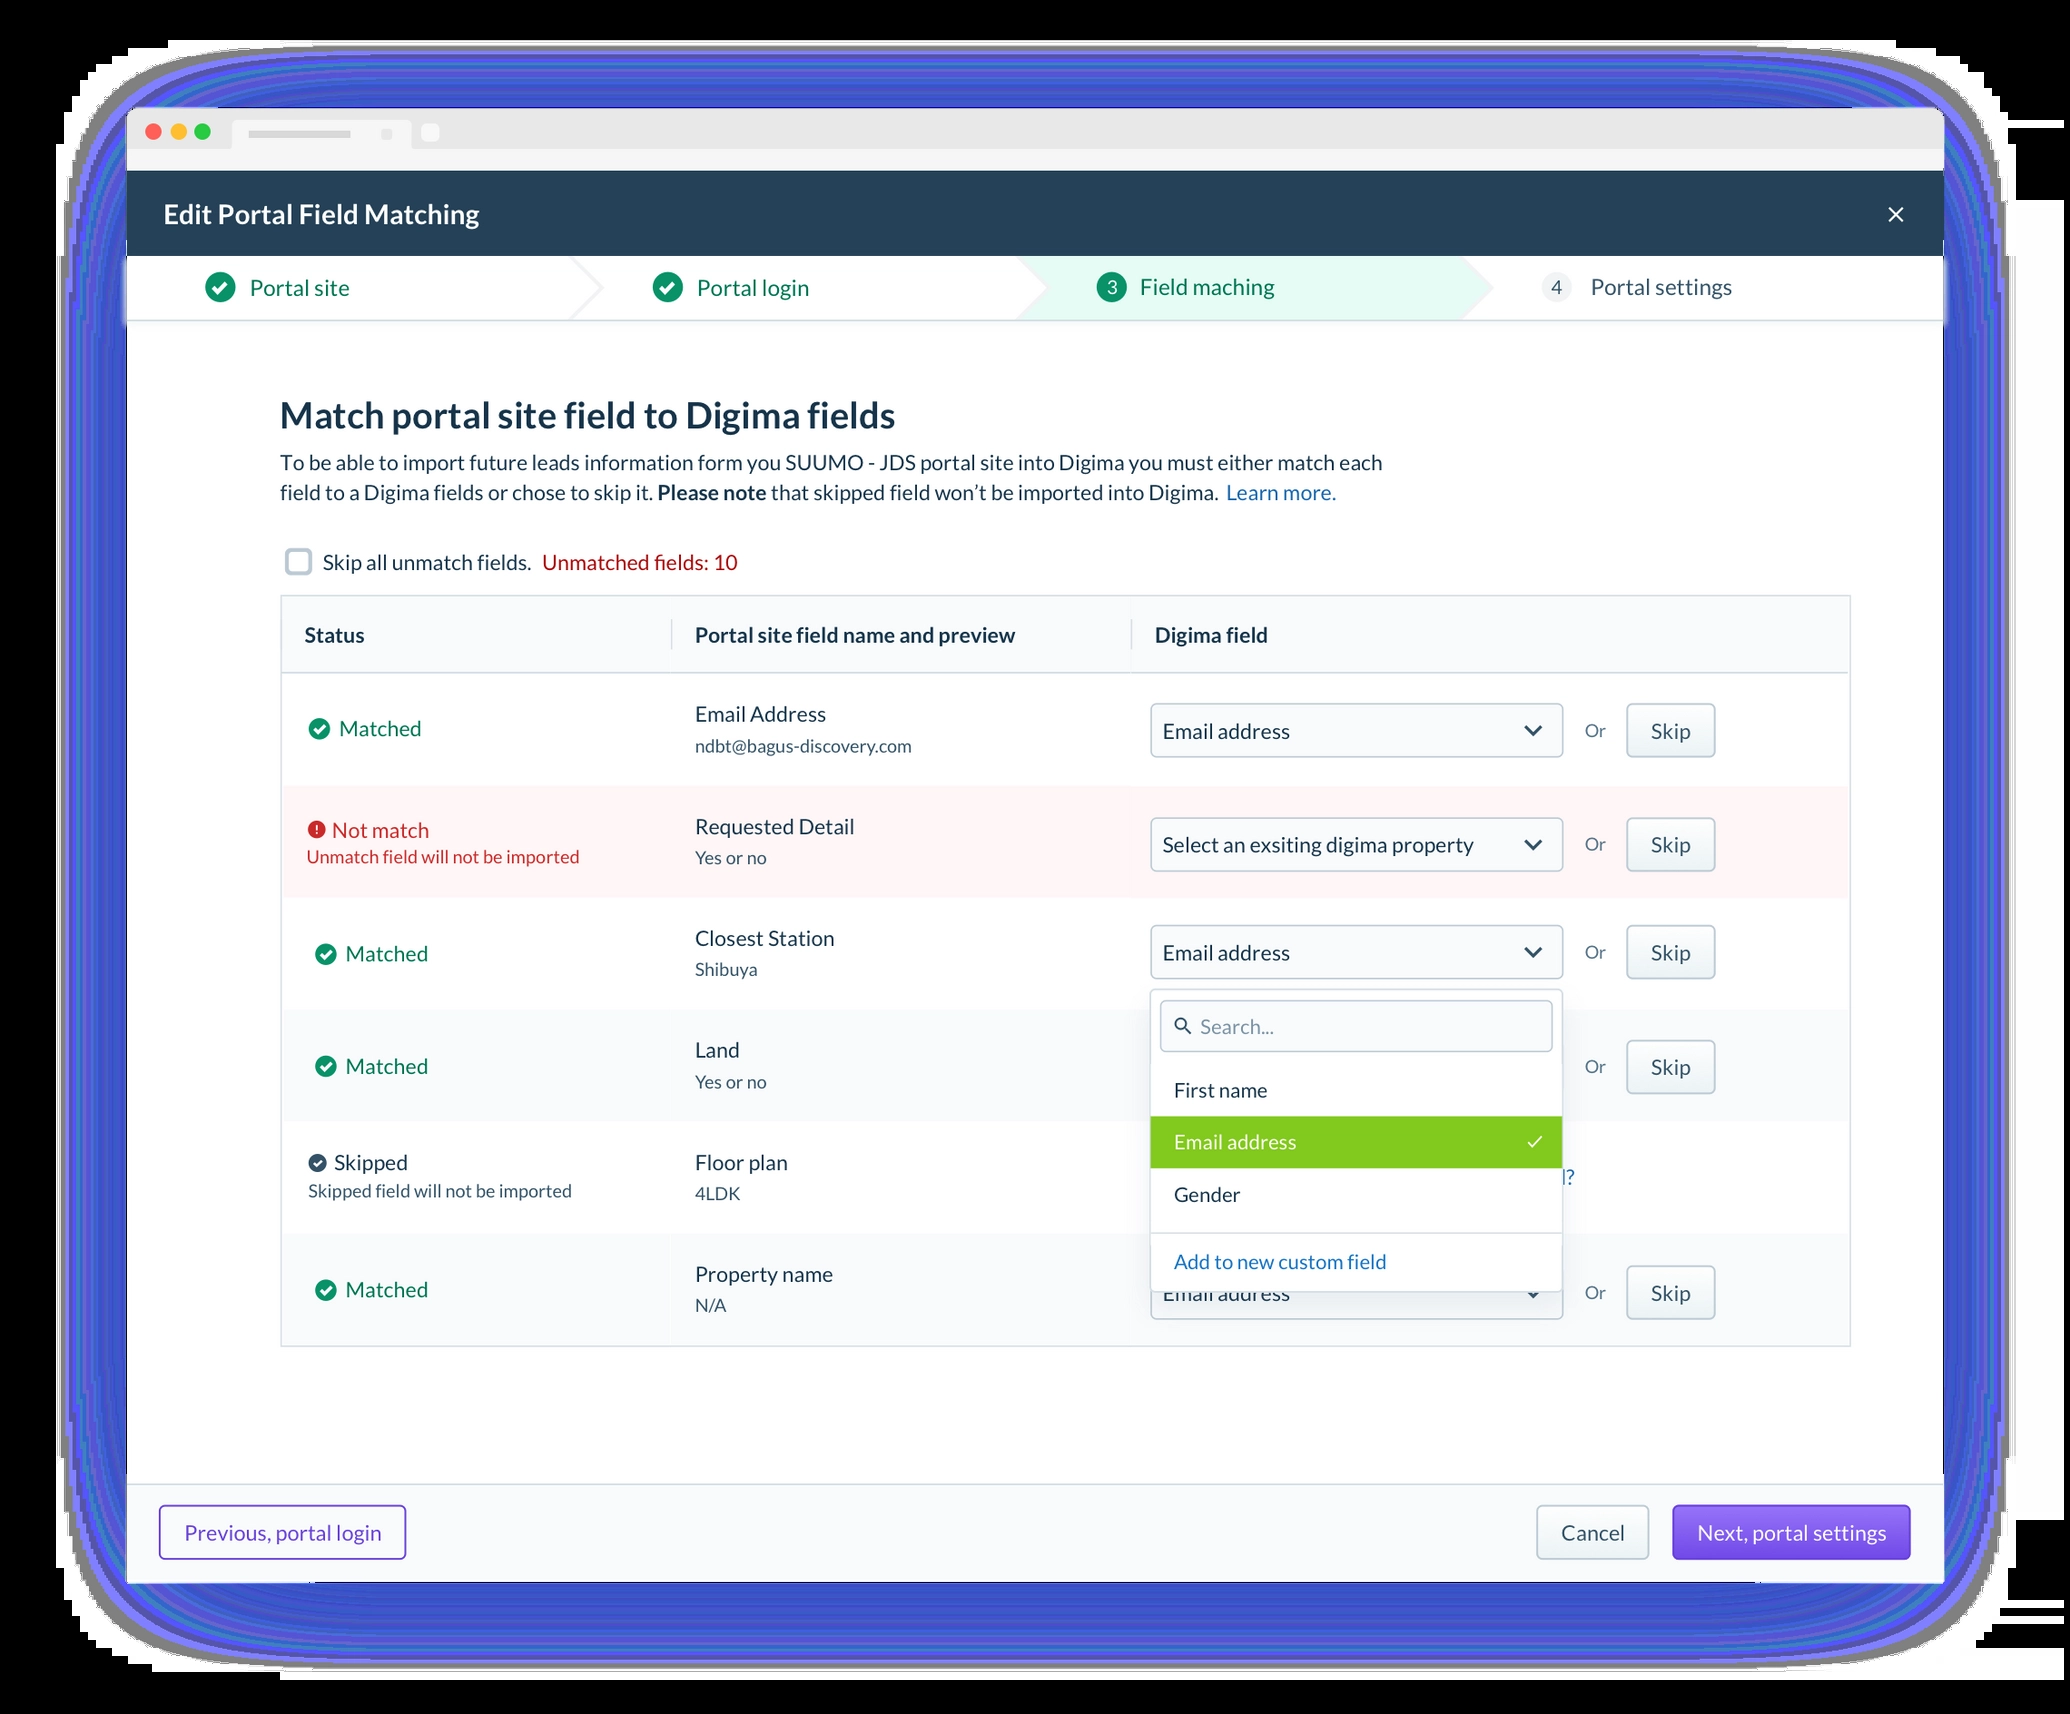 Edit Portal Field Matching
Portal site
Portal login
3 Field maching
4 Portal settings
Match portal site field to Digima fields
To be able to import future leads information form you SUUMO - JDS portal site into Digima you must either match each
field to a Digima fields or chose to skip it. Please note that skipped field won’t be imported into Digima. Learn more.
Skip all unmatch fields. Unmatched fields: 10
Status Portal site field name and preview Digima field
Matched
Email Address
ndbt@bagus-discovery.com
Email address Or Skip
Not match
Unmatch field will not be imported
Requested Detail
Yes or no
Select an exsiting digima property Or Skip
Matched
Closest Station
Shibuya
Email address Or Skip
Search...
First name
Email address
Gender
Add to new custom field
Matched
Land
Yes or no
Or Skip
Skipped
Skipped field will not be imported
Floor plan
4LDK
Matched
Property name
N/A
Email address Or Skip
Previous, portal login
Cancel
Next, portal settings